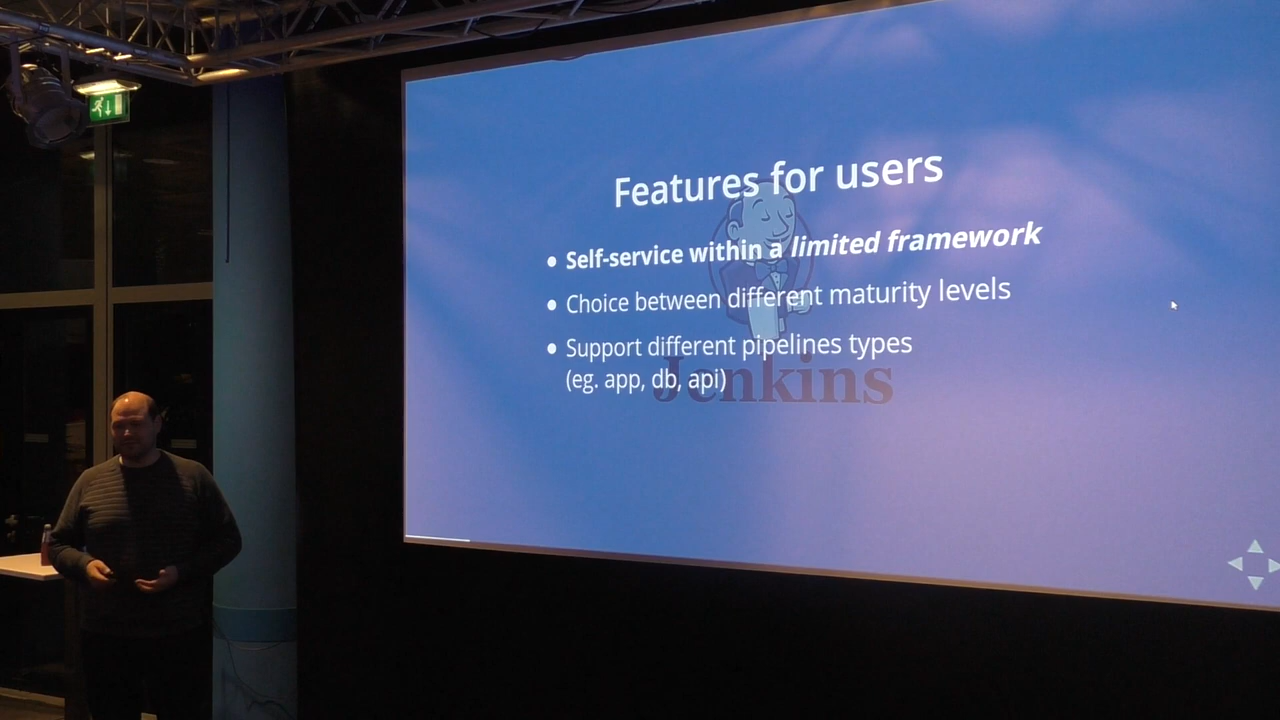 Features for users
• Self-service within a limited framework
• Choice between different maturity levels
• Support different pipelines types
(eg. app, db, api)
Jenkins